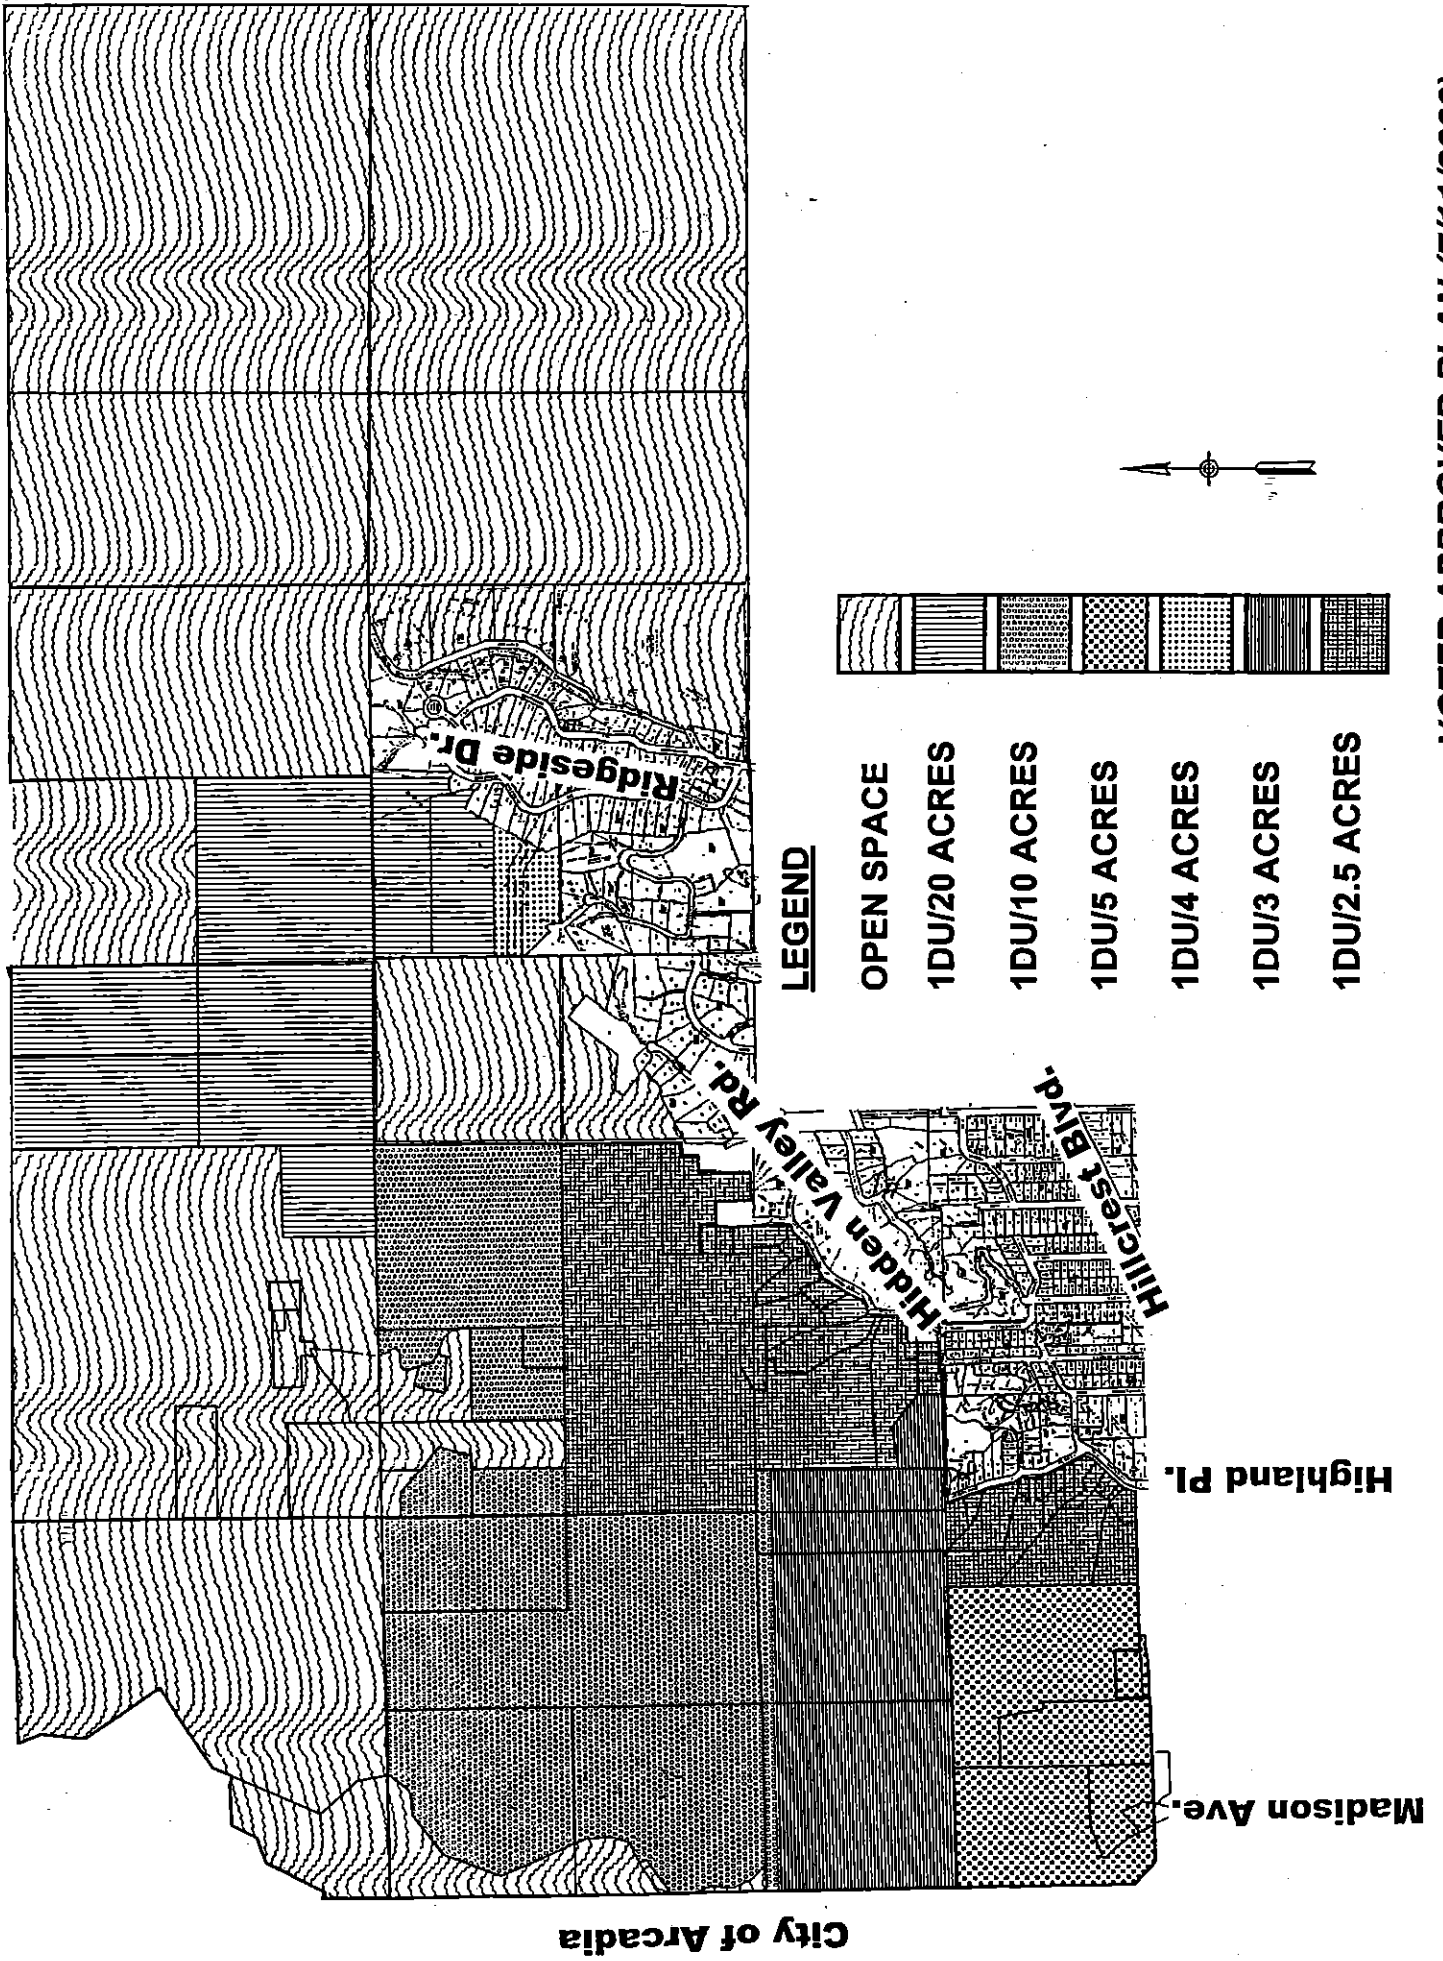 City of Arcadia
Ridgeside Dr.
Hidden Valley Rd.
Hillcrest Blvd.
Highland Pl.
Madison Ave.
LEGEND
OPEN SPACE
1DU/20 ACRES
1DU/10 ACRES
1DU/5 ACRES
1DU/4 ACRES
1DU/3 ACRES
1DU/2.5 ACRES